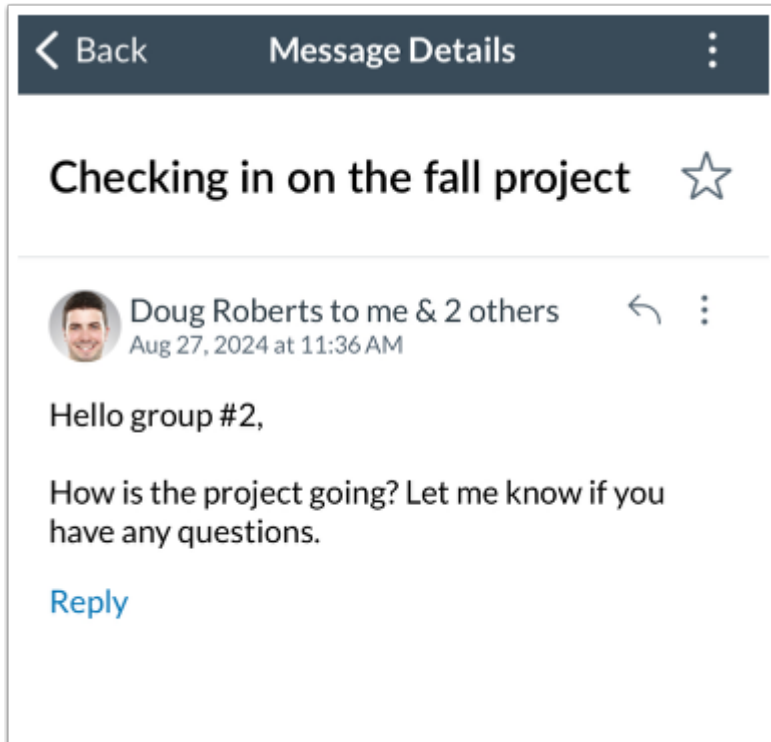 Back
Message Details
Checking in on the fall project
Doug Roberts to me & 2 others
Aug 27, 2024 at 11:36 AM
Hello group #2,
How is the project going? Let me know if you
have any questions.
Reply